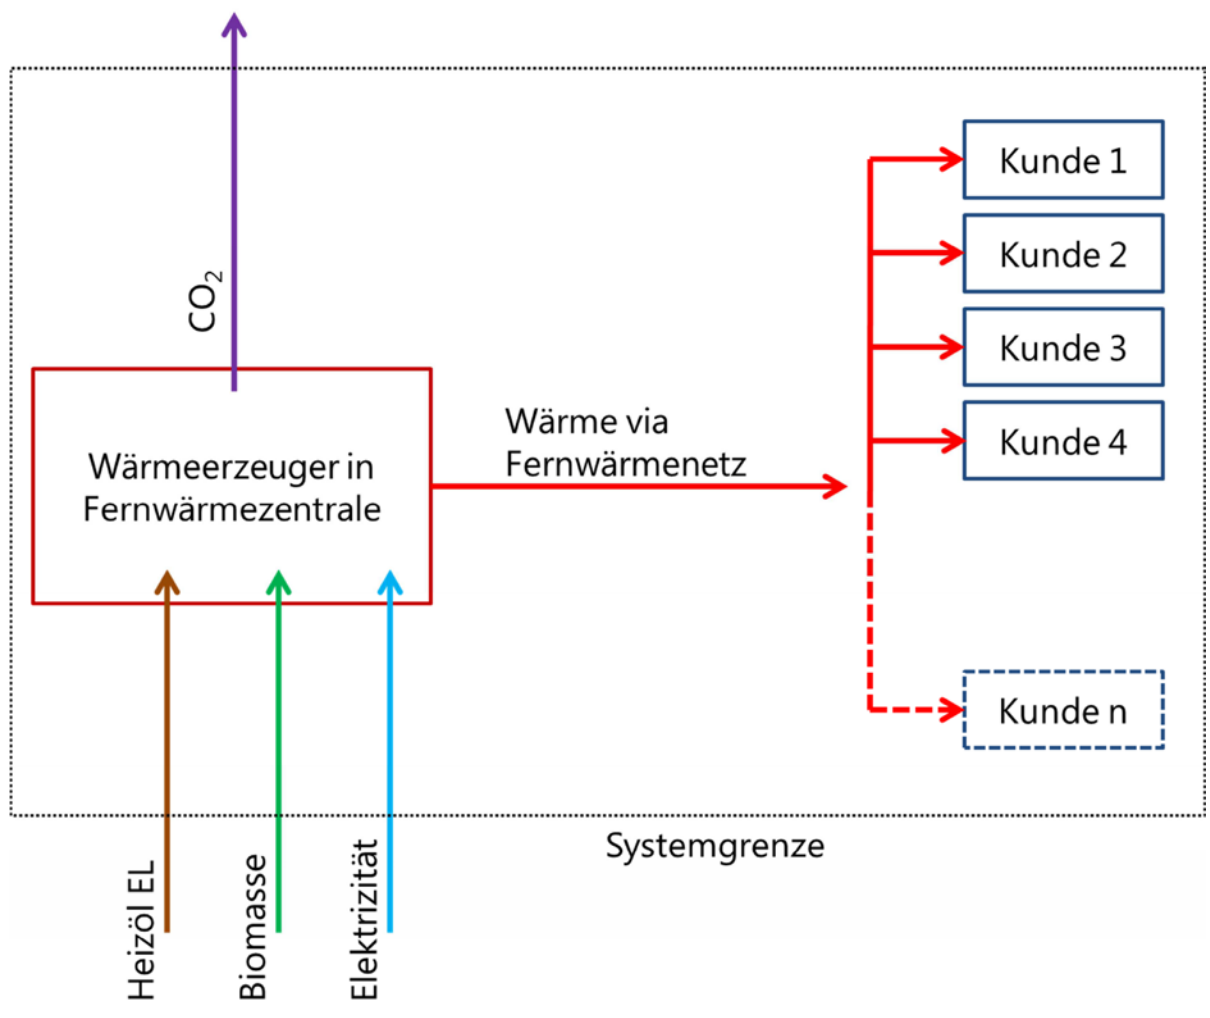 CO₂
Wärmeerzeuger in
Fernwärmezentrale
Wärme via
Fernwärmenetz
Kunde 1
Kunde 2
Kunde 3
Kunde 4
Kunde n
Systemgrenze
Heizöl EL
Biomasse
Elektrizität